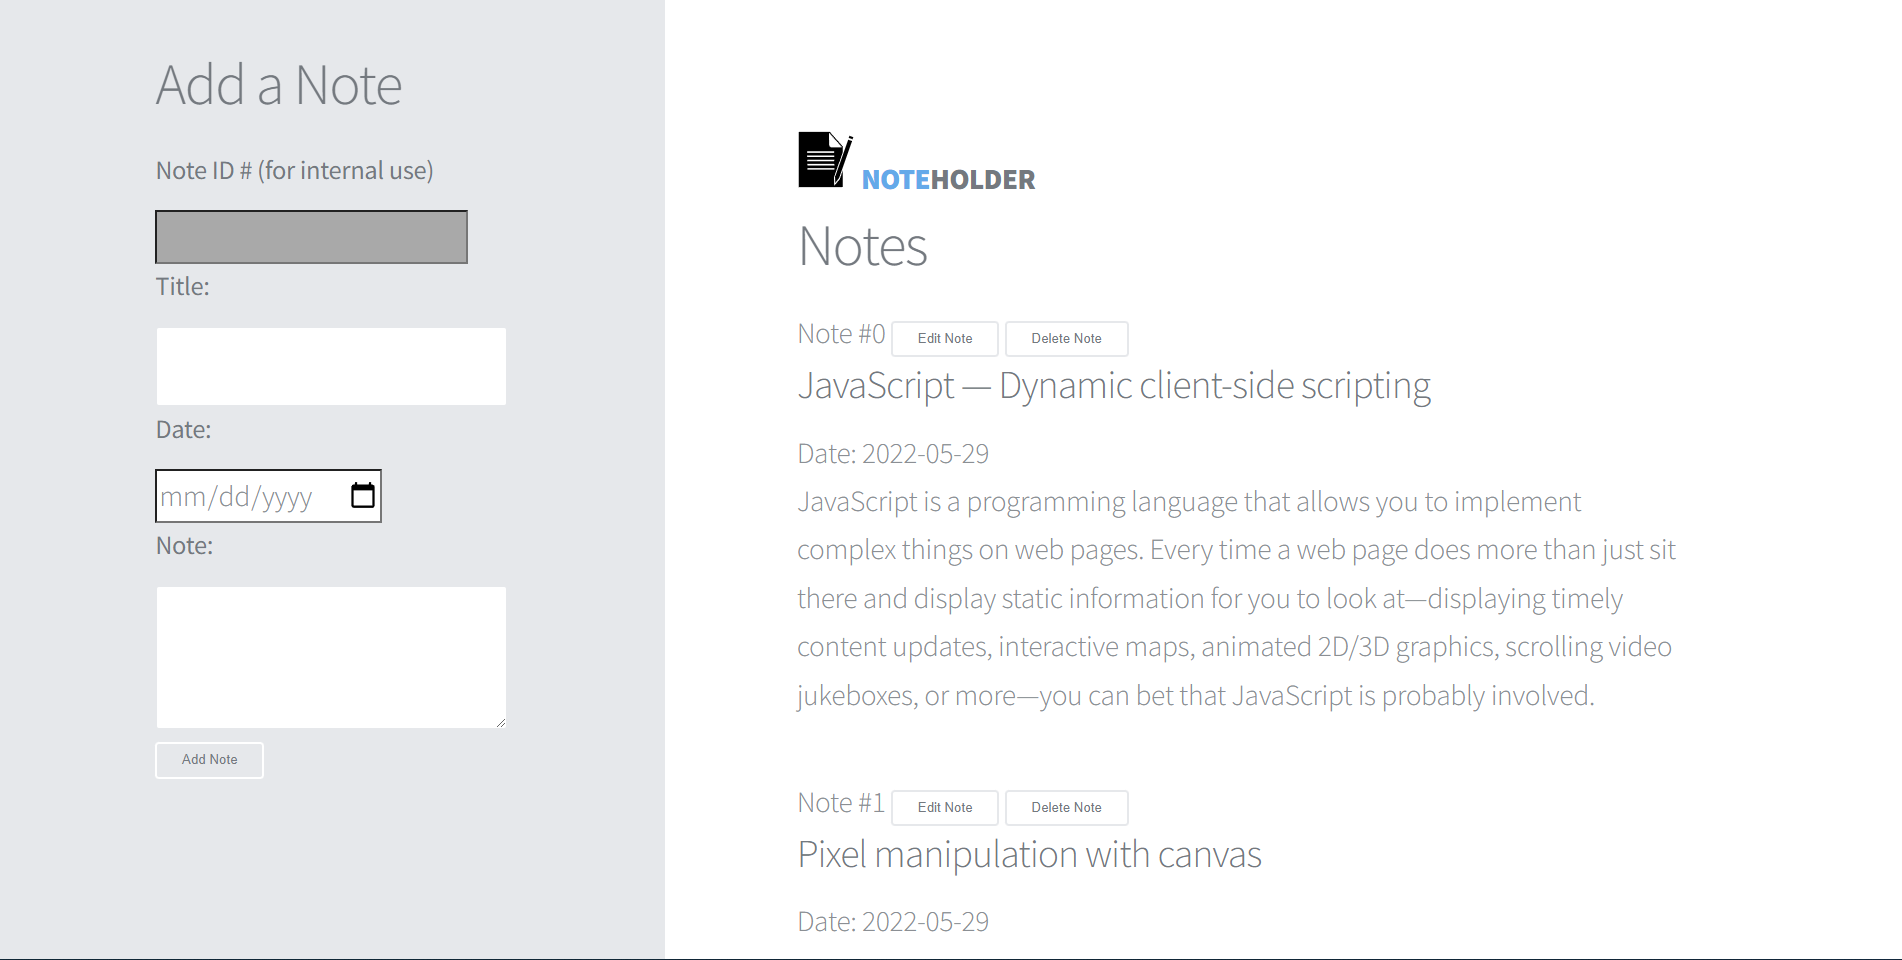 Add a Note
Note ID # (for internal use)
Title:
Date:
mm/dd/yyyy
Note:
Add Note
NOTEHOLDER
Notes
Note #0 Edit Note Delete Note
JavaScript — Dynamic client-side scripting
Date: 2022-05-29
JavaScript is a programming language that allows you to implement
complex things on web pages. Every time a web page does more than just sit
there and display static information for you to look at—displaying timely
content updates, interactive maps, animated 2D/3D graphics, scrolling video
jukeboxes, or more—you can bet that JavaScript is probably involved.
Note #1 Edit Note Delete Note
Pixel manipulation with canvas
Date: 2022-05-29